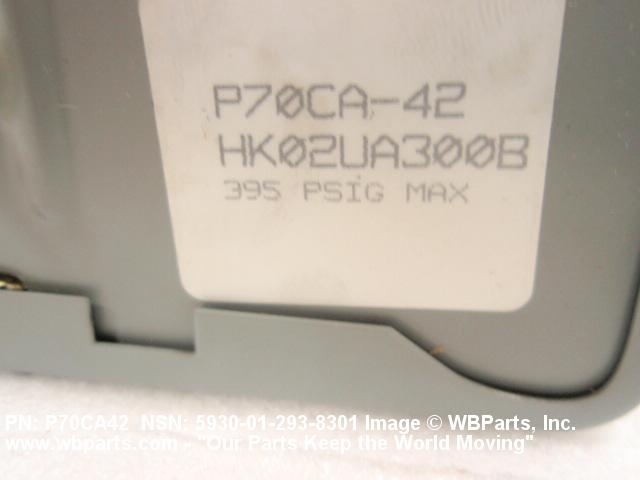 P70CA-42
HK02UA300B
395 PSIG MAX
PN: P70CA42 NSN: 5930-01-293-8301 Image © WBParts, Inc.
www.wbparts.com - "Our Parts Keep the World Moving"